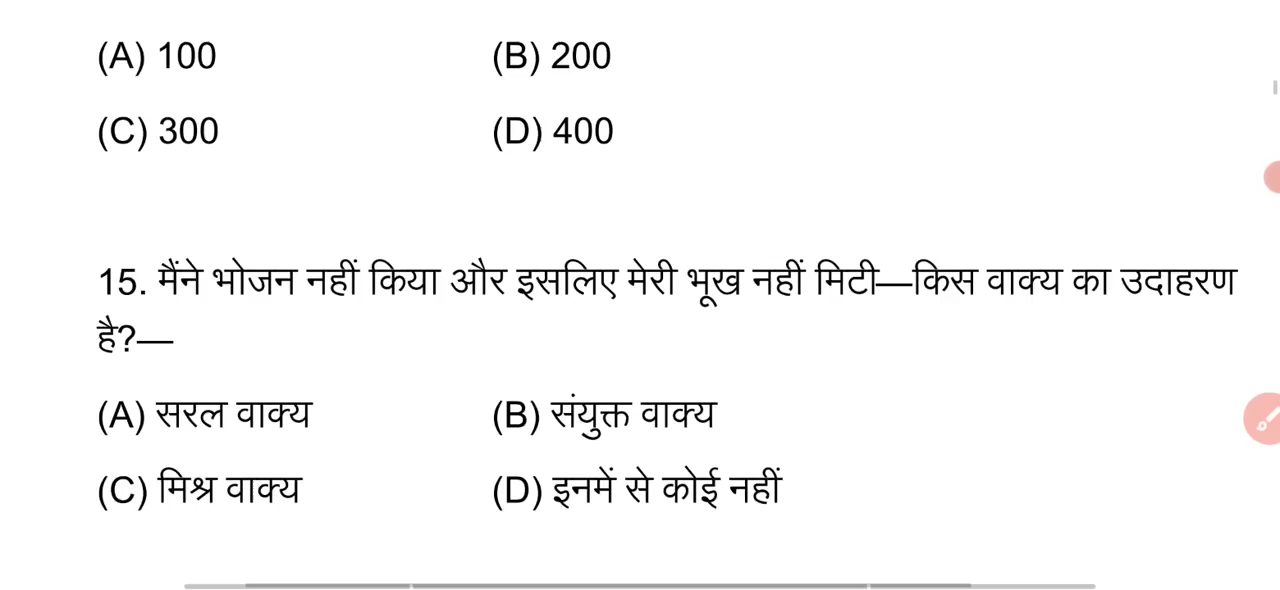 (A) 100 (B) 200
(C) 300 (D) 400
15. मैंने भोजन नहीं किया और इसलिए मेरी भूख नहीं मिटी—किस वाक्य का उदाहरण
है?—
(A) सरल वाक्य (B) संयुक्त वाक्य
(C) मिश्र वाक्य (D) इनमें से कोई नहीं